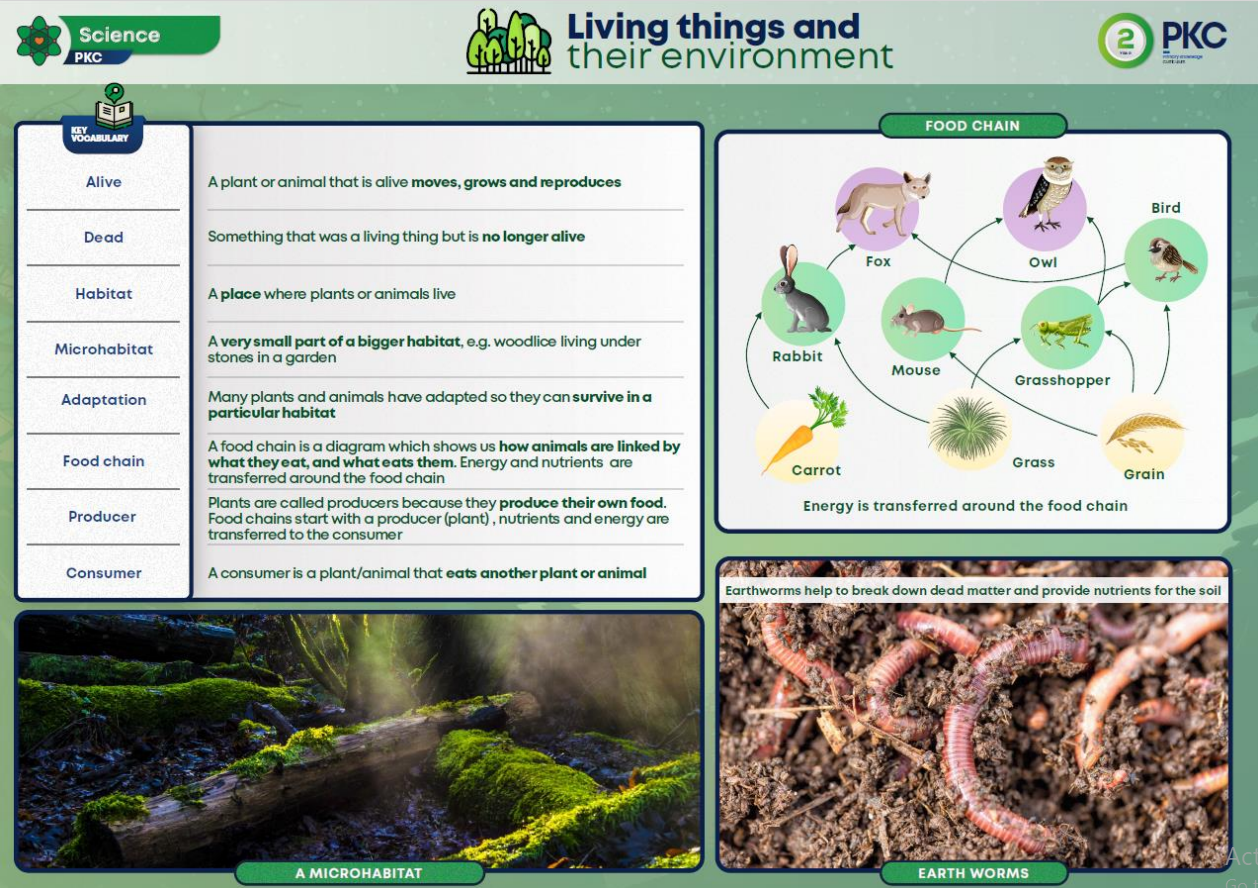 Science
PKC
Living things and
their environment
2
PKC
KEY
VOCABULARY
Alive
A plant or animal that is alive moves, grows and reproduces
Dead
Something that was a living thing but is no longer alive
Habitat
A place where plants or animals live
Microhabitat
A very small part of a bigger habitat, e.g. woodlice living under
stones in a garden
Adaptation
Many plants and animals have adapted so they can survive in a
particular habitat
Food chain
A food chain is a diagram which shows us how animals are linked by
what they eat, and what eats them. Energy and nutrients are
transferred around the food chain
Producer
Plants are called producers because they produce their own food.
Food chains start with a producer (plant) , nutrients and energy are
transferred to the consumer
Consumer
A consumer is a plant/animal that eats another plant or animal
FOOD CHAIN
Bird
Fox
Owl
Rabbit
Mouse
Grasshopper
Carrot
Grass
Grain
Energy is transferred around the food chain
Earthworms help to break down dead matter and provide nutrients for the soil
A MICROHABITAT
EARTH WORMS